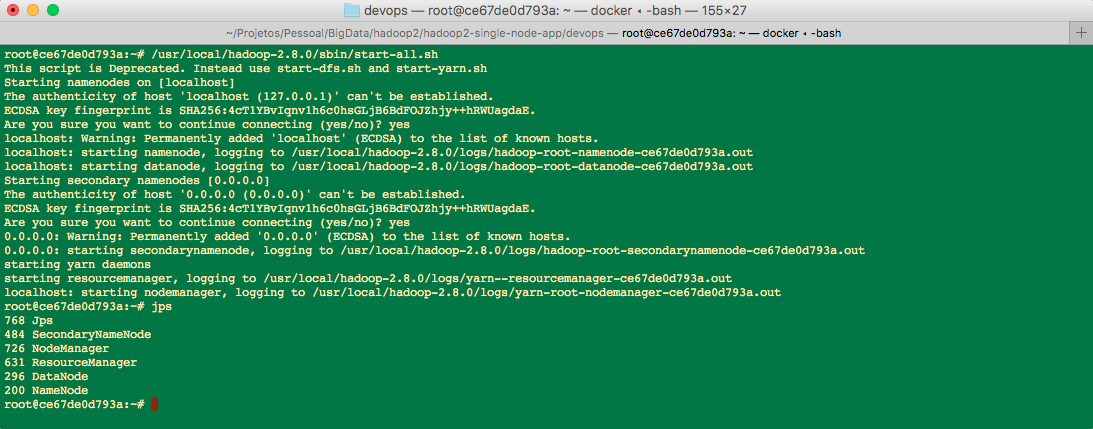 devops — root@ce67de0d793a: ~ — docker ◂ -bash — 155×27
~/Projetos/Pessoal/BigData/hadoop2/hadoop2-single-node-app/devops — root@ce67de0d793a: ~ — docker ◂ -bash
+
root@ce67de0d793a:~# /usr/local/hadoop-2.8.0/sbin/start-all.sh
This script is Deprecated. Instead use start-dfs.sh and start-yarn.sh
Starting namenodes on [localhost]
The authenticity of host 'localhost (127.0.0.1)' can't be established.
ECDSA key fingerprint is SHA256:4cTlYBvIqnv1h6c0hsGLjB6BdFOJZhjy++hRWUagdaE.
Are you sure you want to continue connecting (yes/no)? yes
localhost: Warning: Permanently added 'localhost' (ECDSA) to the list of known hosts.
localhost: starting namenode, logging to /usr/local/hadoop-2.8.0/logs/hadoop-root-namenode-ce67de0d793a.out
localhost: starting datanode, logging to /usr/local/hadoop-2.8.0/logs/hadoop-root-datanode-ce67de0d793a.out
Starting secondary namenodes [0.0.0.0]
The authenticity of host '0.0.0.0 (0.0.0.0)' can't be established.
ECDSA key fingerprint is SHA256:4cTlYBvIqnv1h6c0hsGLjB6BdFOJZhjy++hRWUagdaE.
Are you sure you want to continue connecting (yes/no)? yes
0.0.0.0: Warning: Permanently added '0.0.0.0' (ECDSA) to the list of known hosts.
0.0.0.0: starting secondarynamenode, logging to /usr/local/hadoop-2.8.0/logs/hadoop-root-secondarynamenode-ce67de0d793a.out
starting yarn daemons
starting resourcemanager, logging to /usr/local/hadoop-2.8.0/logs/yarn--resourcemanager-ce67de0d793a.out
localhost: starting nodemanager, logging to /usr/local/hadoop-2.8.0/logs/yarn-root-nodemanager-ce67de0d793a.out
root@ce67de0d793a:~# jps
768 Jps
484 SecondaryNameNode
726 NodeManager
631 ResourceManager
296 DataNode
200 NameNode
root@ce67de0d793a:~#